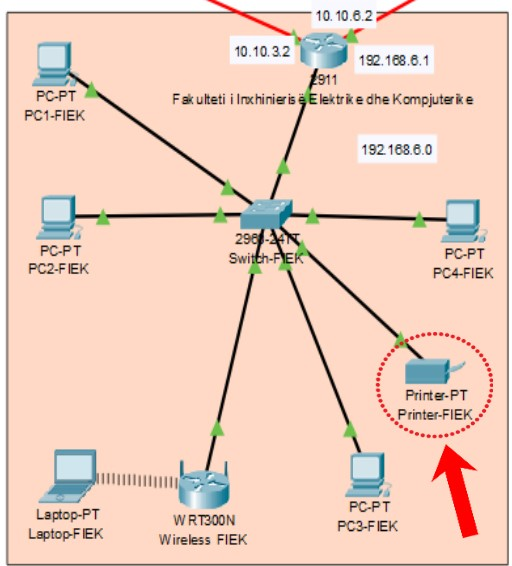 10.10.6.2
10.10.3.2
192.168.6.1
2911
Fakulteti i Inxhinierisë Elektrike dhe Kompjuterike
PC-PT
PC1-FIEK
192.168.6.0
PC-PT
PC2-FIEK
2960-24TT
Switch-FIEK
PC-PT
PC4-FIEK
Printer-PT
Printer-FIEK
Laptop-PT
Laptop-FIEK
WRT300N
Wireless FIEK
PC-PT
PC3-FIEK